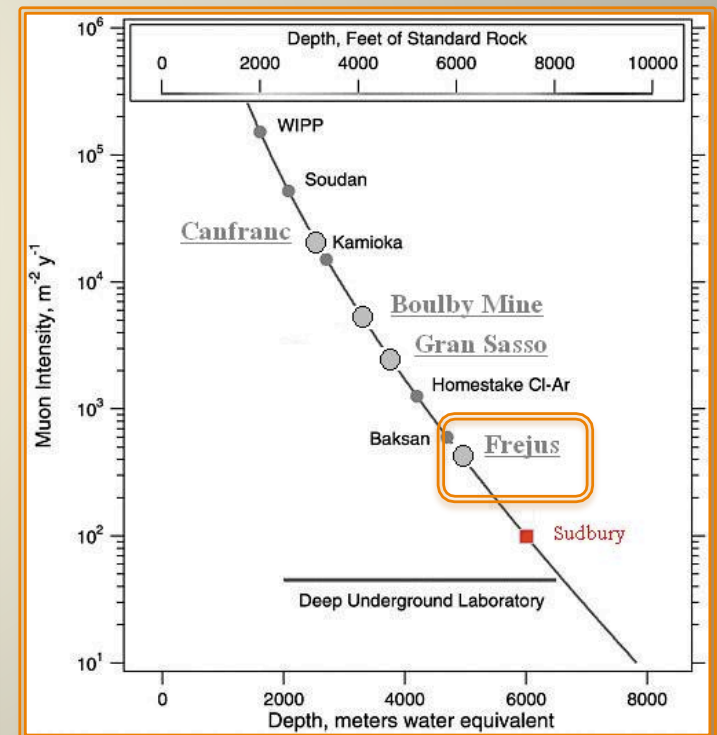 Depth, Feet of Standard Rock
0 2000 4000 6000 8000 10000
10⁶
10⁵
10⁴
10³
10²
10¹
Muon Intensity, m⁻² y⁻¹
WIPP
Soudan
Canfranc
Kamioka
Boulby Mine
Gran Sasso
Homestake Cl-Ar
Baksan
Frejus
Sudbury
Deep Underground Laboratory
0 2000 4000 6000 8000
Depth, meters water equivalent